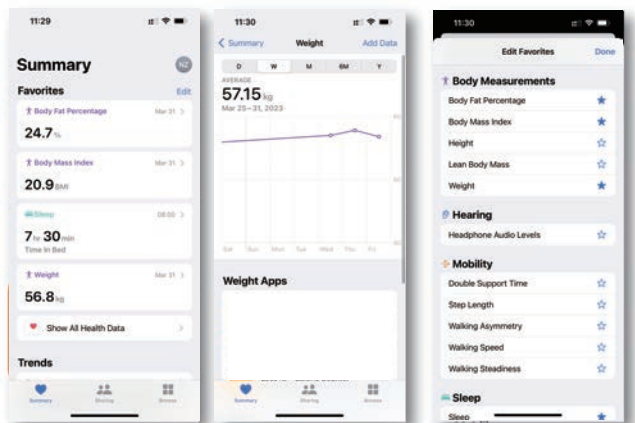 11:29
Summary
NZ
Favorites
Edit
Body Fat Percentage
Mar 31
24.7 %
Body Mass Index
Mar 31
20.9 BMI
Sleep
08:00
7 hr 30 min
Time In Bed
Weight
Mar 31
56.8 kg
Show All Health Data
Trends
Summary
Sharing
Browse
11:30
Summary
Weight
Add Data
D W M 6M Y
AVERAGE
57.15 kg
Mar 25–31, 2023
Sat Sun Mon Tue Wed Thu Fri
Weight Apps
Summary
Sharing
Browse
11:30
Edit Favorites
Done
Body Measurements
Body Fat Percentage
Body Mass Index
Height
Lean Body Mass
Weight
Hearing
Headphone Audio Levels
Mobility
Double Support Time
Step Length
Walking Asymmetry
Walking Speed
Walking Steadiness
Sleep
Sleep